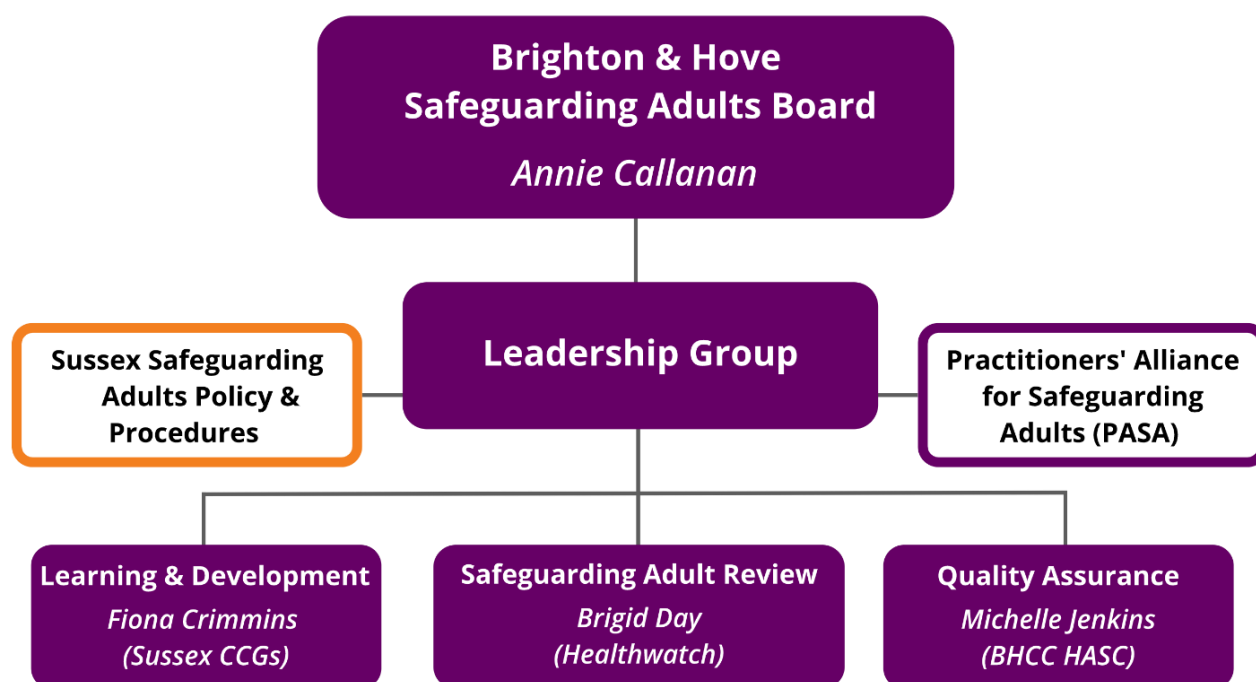 Brighton & Hove
Safeguarding Adults Board
Annie Callanan
Leadership Group
Sussex Safeguarding
Adults Policy &
Procedures
Practitioners' Alliance
for Safeguarding
Adults (PASA)
Learning & Development
Fiona Crimmins
(Sussex CCGs)
Safeguarding Adult Review
Brigid Day
(Healthwatch)
Quality Assurance
Michelle Jenkins
(BHCC HASC)